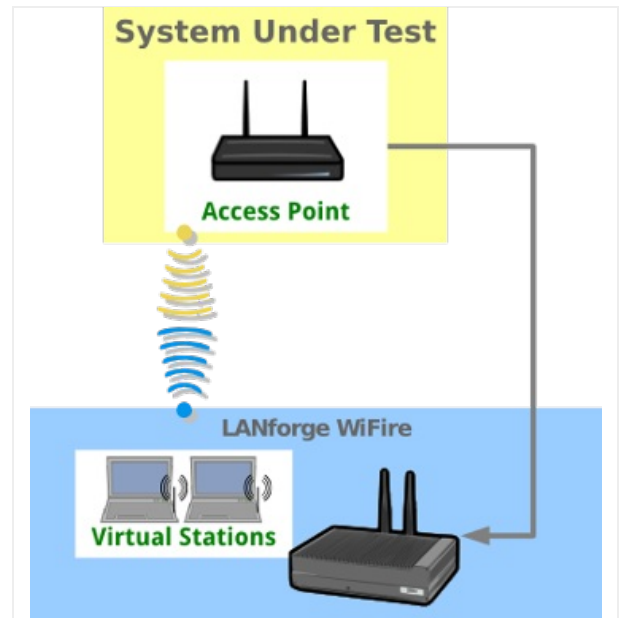 System Under Test
Access Point
LANforge WiFire
Virtual Stations